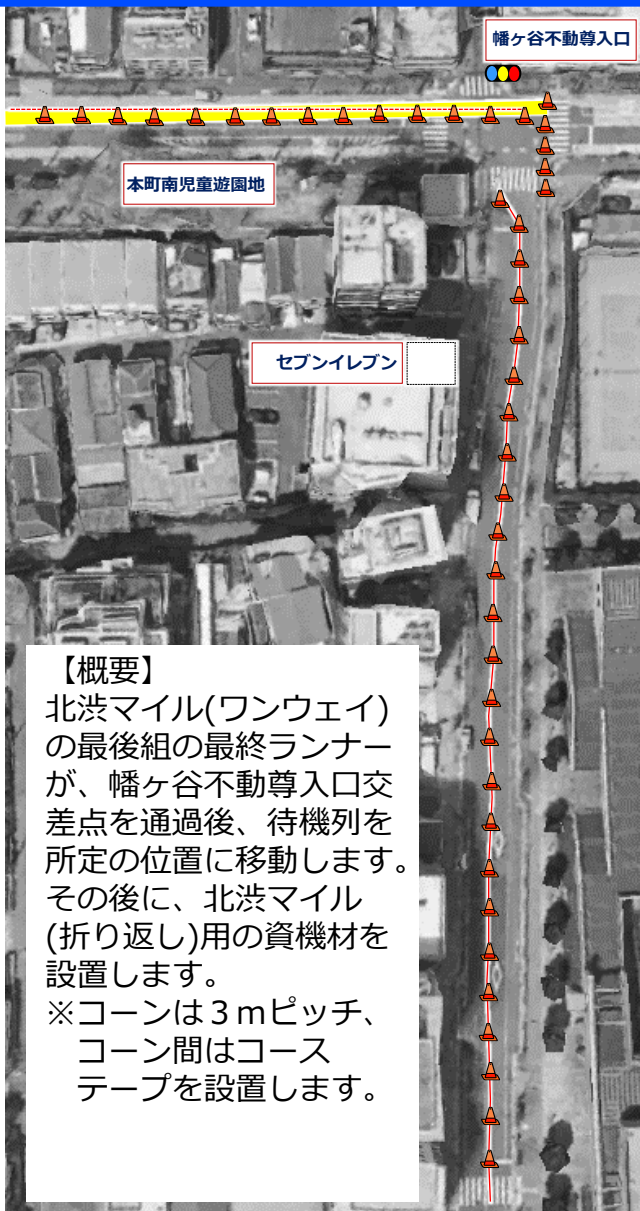 幡ヶ谷不動尊入口
本町南児童遊園地
セブンイレブン
【概要】
北渋マイル(ワンウェイ)
の最後組の最終ランナー
が、幡ヶ谷不動尊入口交
差点を通過後、待機列を
所定の位置に移動します。
その後に、北渋マイル
(折り返し)用の資機材を
設置します。
※コーンは３ｍピッチ、
コーン間はコース
テープを設置します。